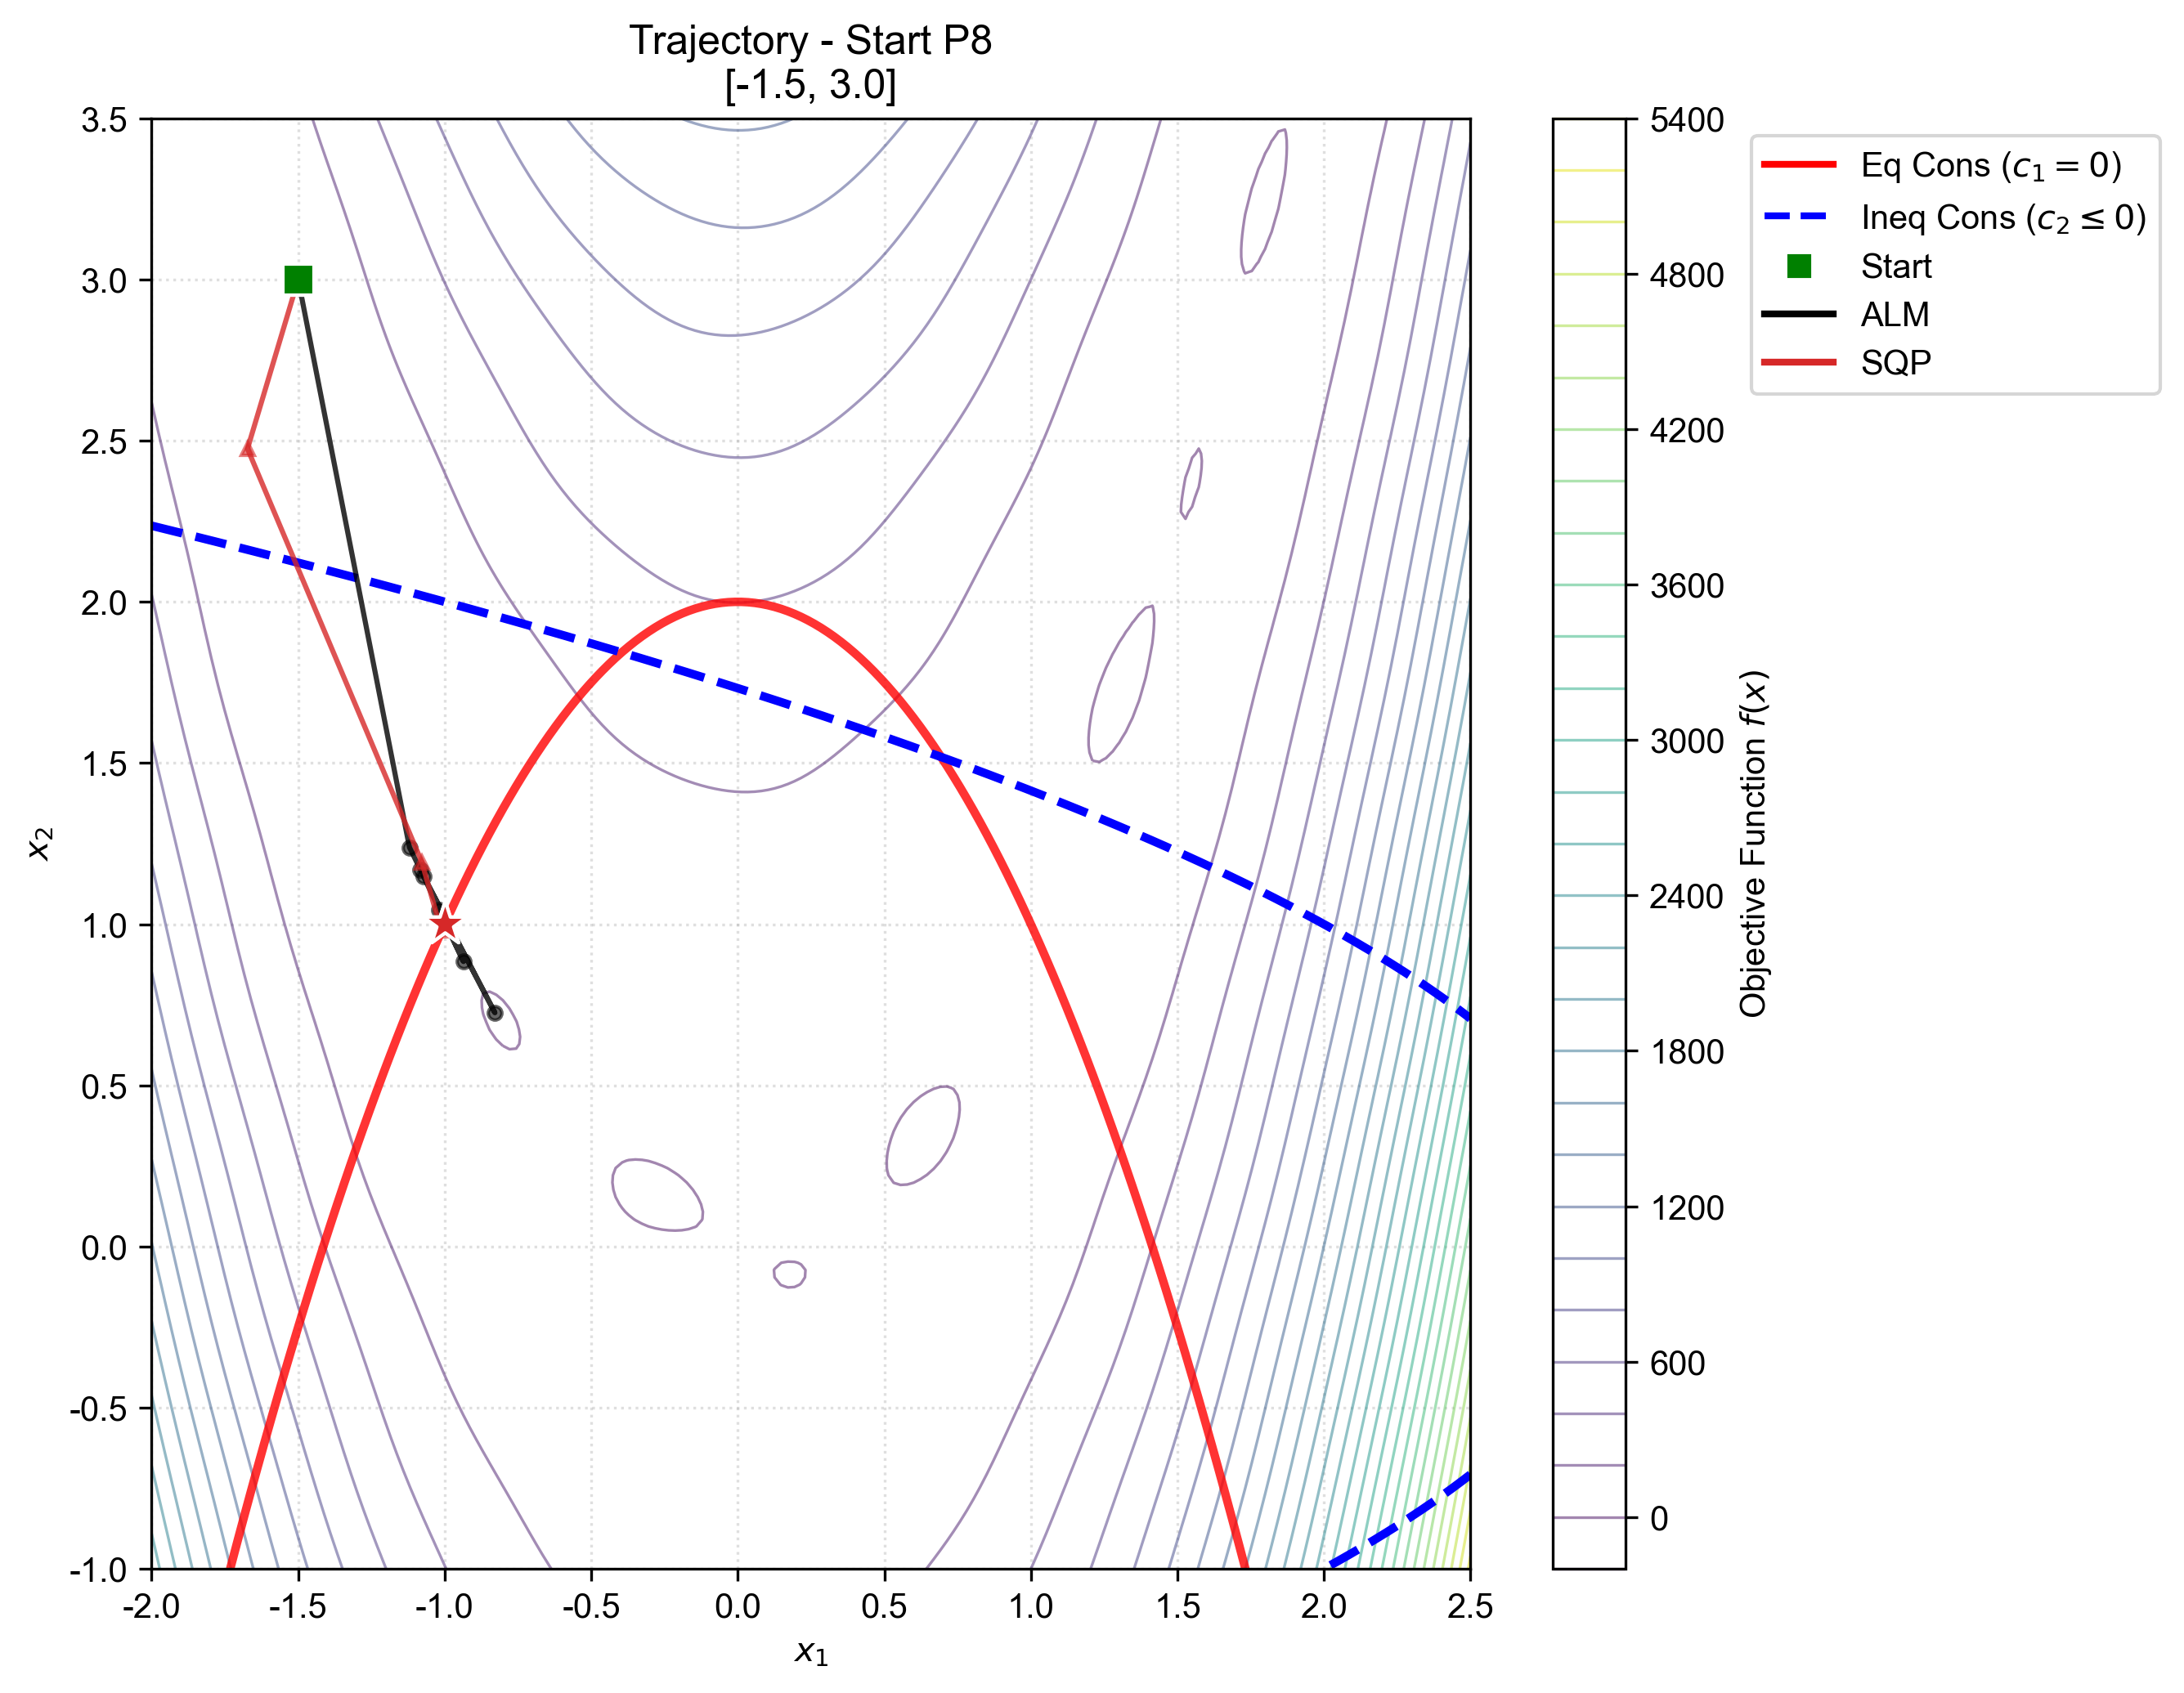 Trajectory - Start P8
[-1.5, 3.0]
3.5
3.0
2.5
2.0
1.5
1.0
0.5
0.0
-0.5
-1.0
x₂
-2.0 -1.5 -1.0 -0.5 0.0 0.5 1.0 1.5 2.0 2.5
x₁
5400
4800
4200
3600
3000
2400
1800
1200
600
0
Objective Function f(x)
Eq Cons (c₁ = 0)
Ineq Cons (c₂ ≤ 0)
Start
ALM
SQP